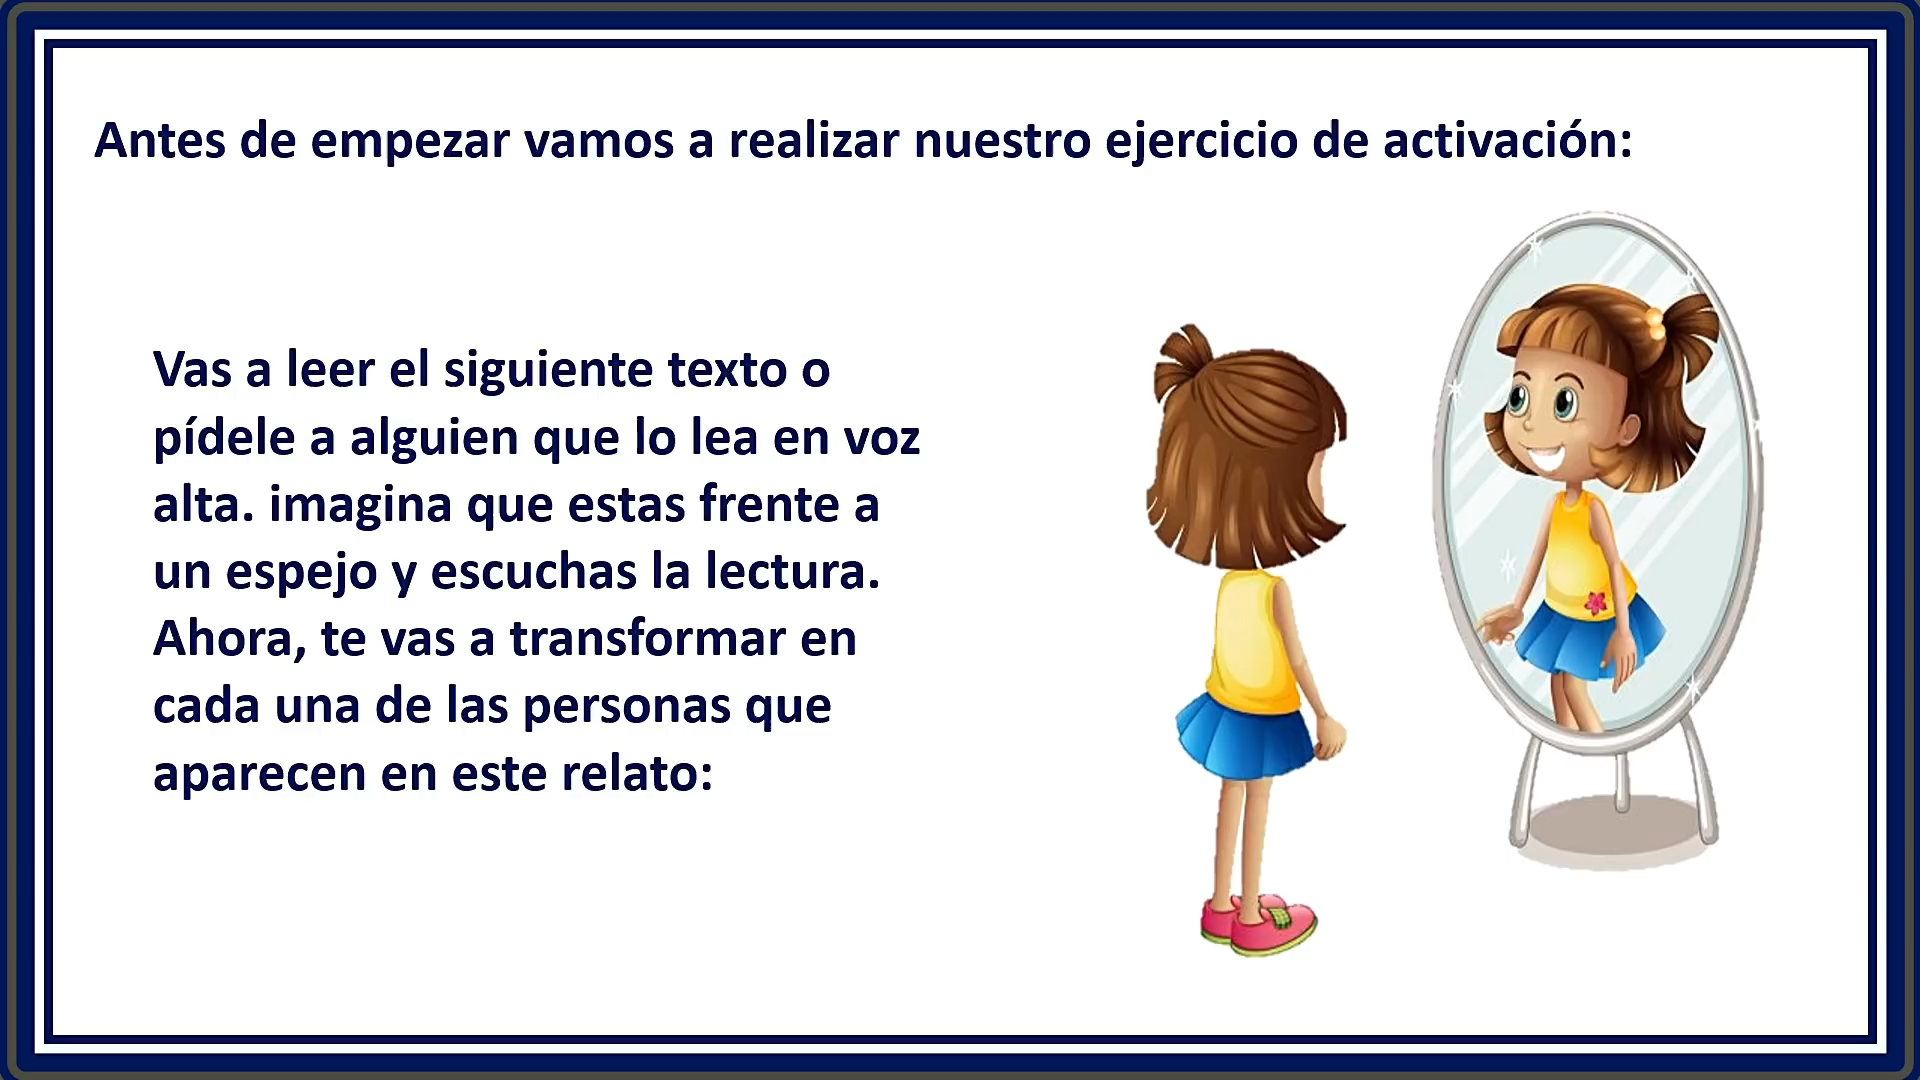 Antes de empezar vamos a realizar nuestro ejercicio de activación:
Vas a leer el siguiente texto o
pídele a alguien que lo lea en voz
alta. imagina que estas frente a
un espejo y escuchas la lectura.
Ahora, te vas a transformar en
cada una de las personas que
aparecen en este relato: